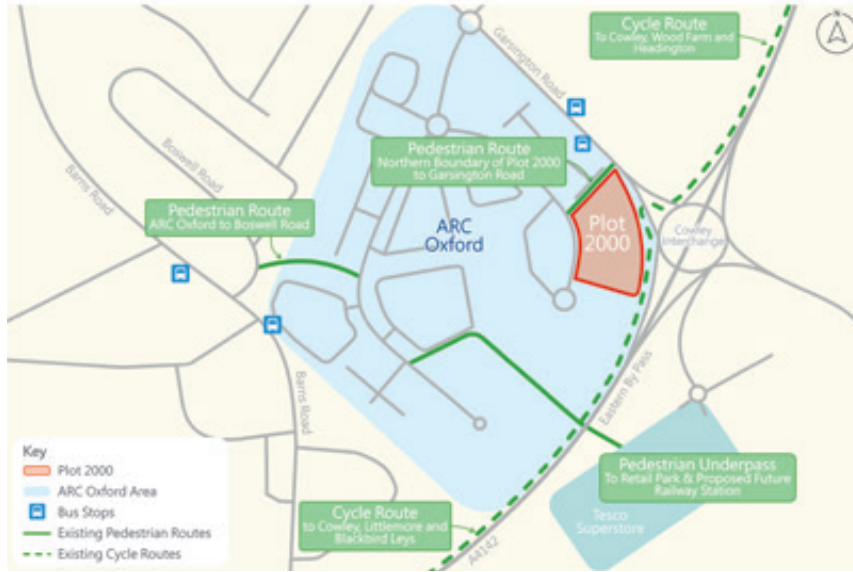 Cycle Route
To Cowley, Wood Farm and
Headington
N
Garsington Road
Boswell Road
Barns Road
Pedestrian Route
Northern Boundary of Plot 2000
to Garsington Road
Pedestrian Route
ARC Oxford to Boswell Road
ARC
Oxford
Plot
2000
Cowley
Interchange
Eastern By Pass
Barns Road
Key
Plot 2000
ARC Oxford Area
Bus Stops
Existing Pedestrian Routes
Existing Cycle Routes
Pedestrian Underpass
To Retail Park & Proposed Future
Railway Station
Tesco
Superstore
Cycle Route
to Cowley, Littlemore and
Blackbird Leys
A4142